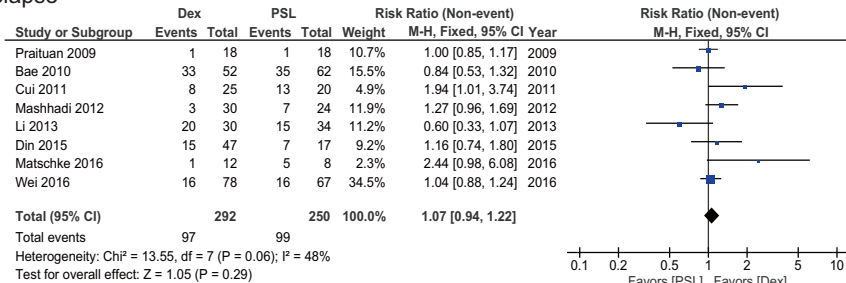 Dex PSL Risk Ratio (Non-event) Risk Ratio (Non-event)
Study or Subgroup Events Total Events Total Weight M-H, Fixed, 95% CI Year M-H, Fixed, 95% CI
Praituan 2009 1 18 1 18 10.7% 1.00 [0.85, 1.17] 2009
Bae 2010 33 52 35 62 15.5% 0.84 [0.53, 1.32] 2010
Cui 2011 8 25 13 20 4.9% 1.94 [1.01, 3.74] 2011
Mashhadi 2012 3 30 7 24 11.9% 1.27 [0.96, 1.69] 2012
Li 2013 20 30 15 34 11.2% 0.60 [0.33, 1.07] 2013
Din 2015 15 47 7 17 9.2% 1.16 [0.74, 1.80] 2015
Matschke 2016 1 12 5 8 2.3% 2.44 [0.98, 6.08] 2016
Wei 2016 16 78 16 67 34.5% 1.04 [0.88, 1.24] 2016
Total (95% CI) 292 250 100.0% 1.07 [0.94, 1.22]
Total events 97 99
Heterogeneity: Chi² = 13.55, df = 7 (P = 0.06); I² = 48%
Test for overall effect: Z = 1.05 (P = 0.29)
0.1 0.2 0.5 1 2 5 10
Favors [PSL] Favors [Dex]